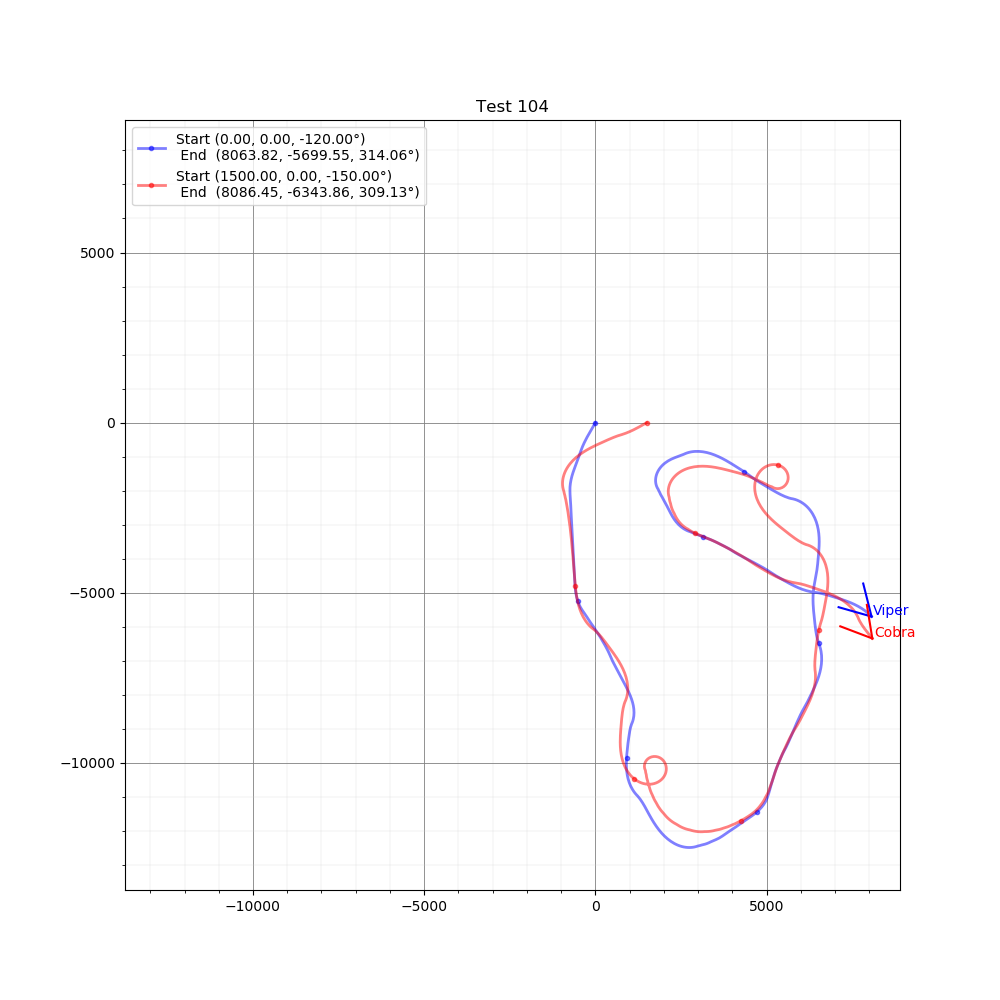 Test 104
Start (0.00, 0.00, -120.00°)
End  (8063.82, -5699.55, 314.06°)
Start (1500.00, 0.00, -150.00°)
End  (8086.45, -6343.86, 309.13°)
5000
0
−5000
−10000
Viper
Cobra
−10000
−5000
0
5000